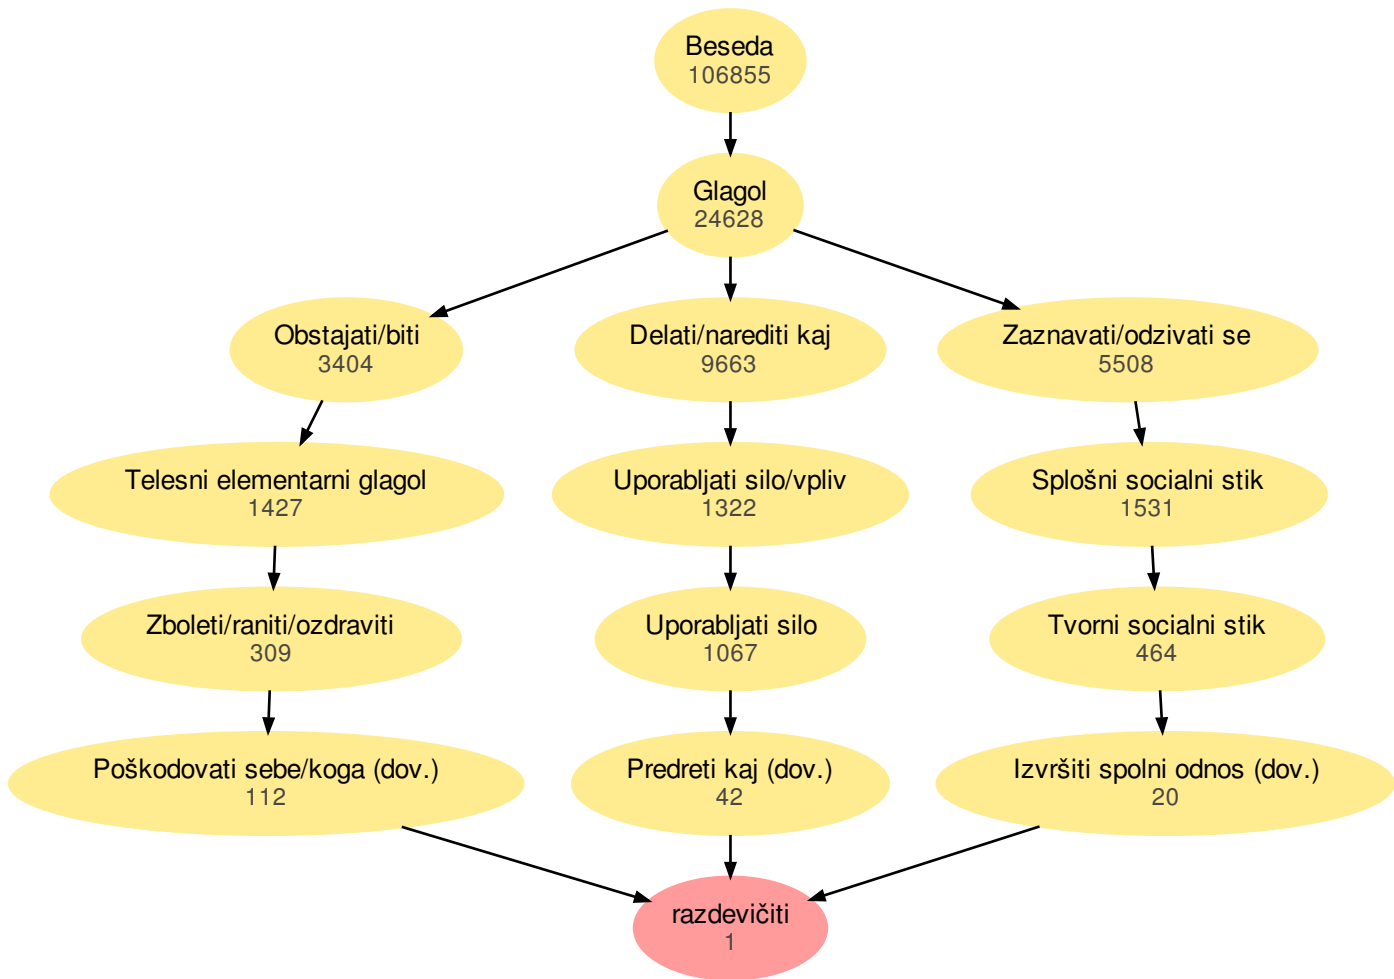 Beseda
106855
Glagol
24628
Obstajati/biti
3404
Delati/narediti kaj
9663
Zaznavati/odzivati se
5508
Telesni elementarni glagol
1427
Uporabljati silo/vpliv
1322
Splošni socialni stik
1531
Zboleti/raniti/ozdraviti
309
Uporabljati silo
1067
Tvorni socialni stik
464
Poškodovati sebe/koga (dov.)
112
Predreti kaj (dov.)
42
Izvršiti spolni odnos (dov.)
20
razdevičiti
1